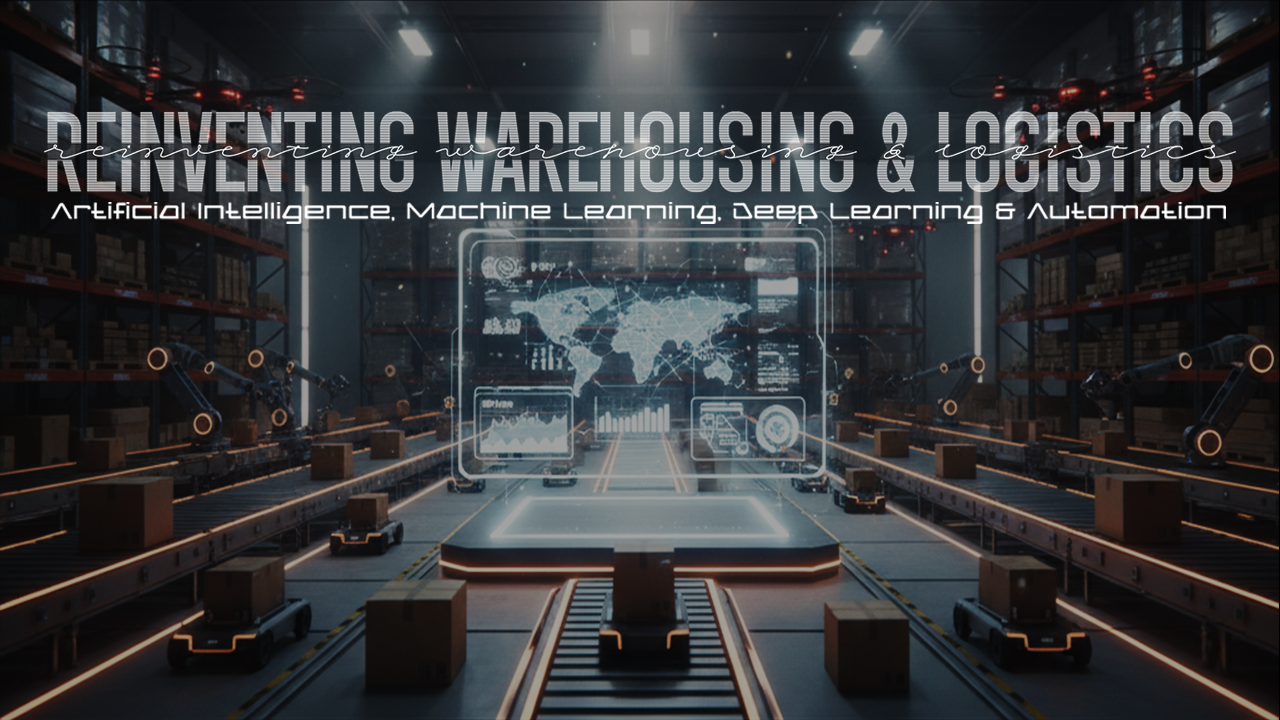 REINVENTING WAREHOUSING & LOGISTICS
reinventing warehousing & logistics
Artificial Intelligence, Machine Learning, Deep Learning & Automation